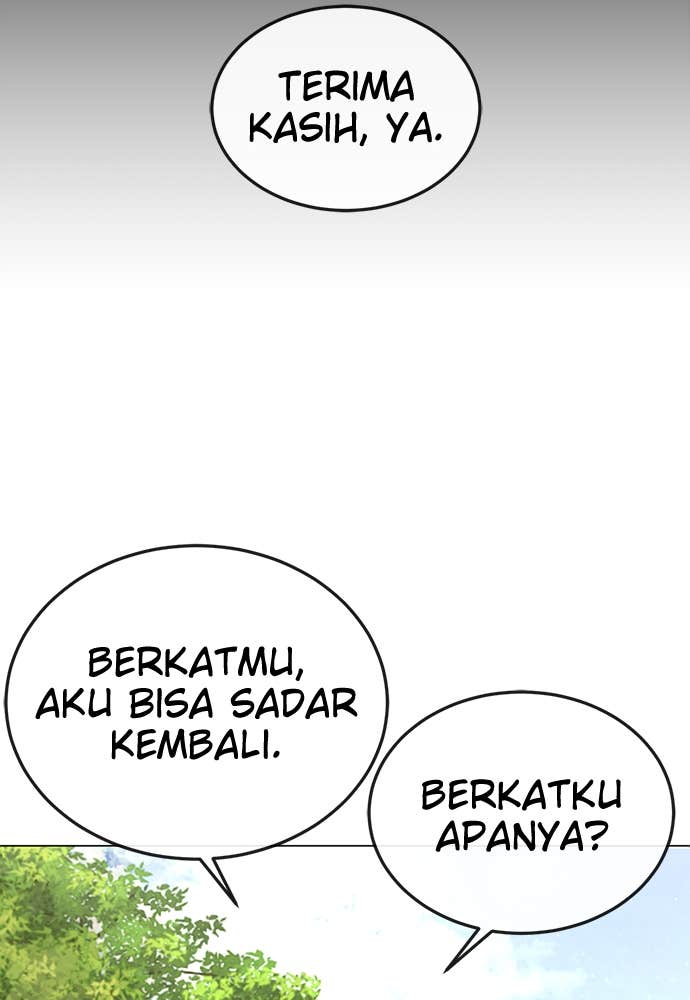 TERIMA
KASIH, YA.
BERKATMU,
AKU BISA SADAR
KEMBALI.
BERKATKU
APANYA?